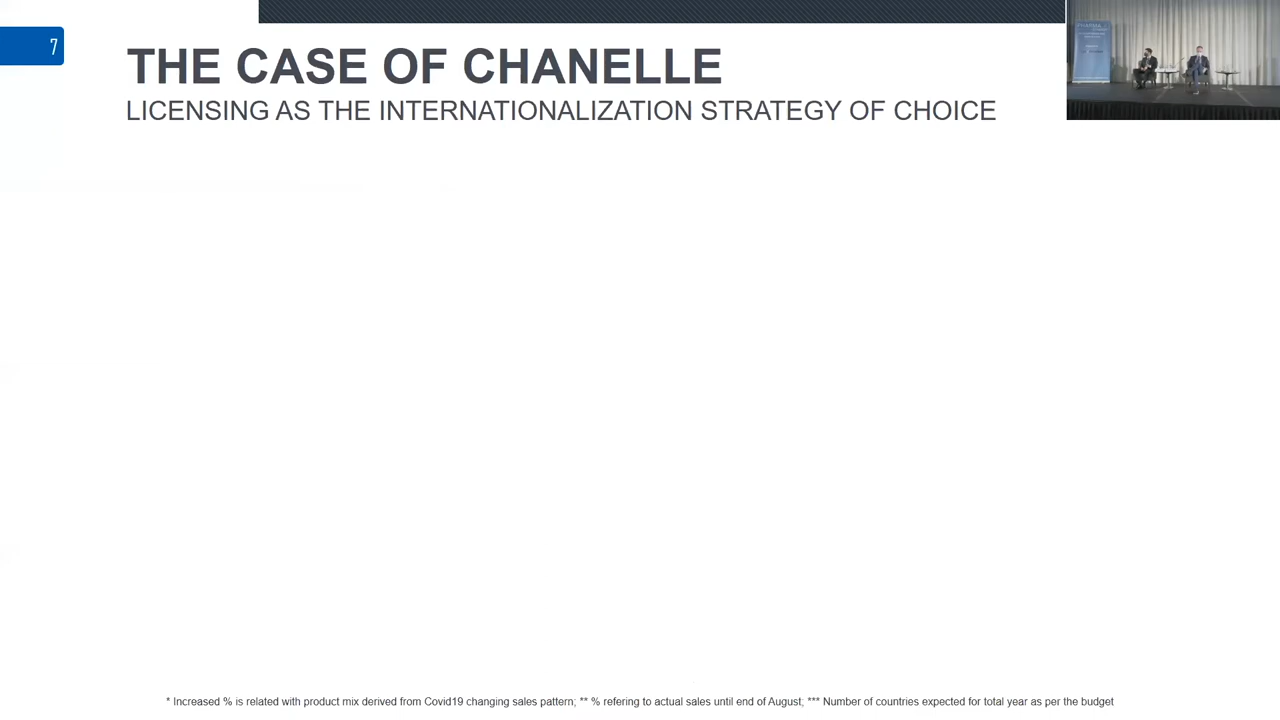 7
THE CASE OF CHANELLE
LICENSING AS THE INTERNATIONALIZATION STRATEGY OF CHOICE
* Increased % is related with product mix derived from Covid19 changing sales pattern; ** % refering to actual sales until end of August; *** Number of countries expected for total year as per the budget